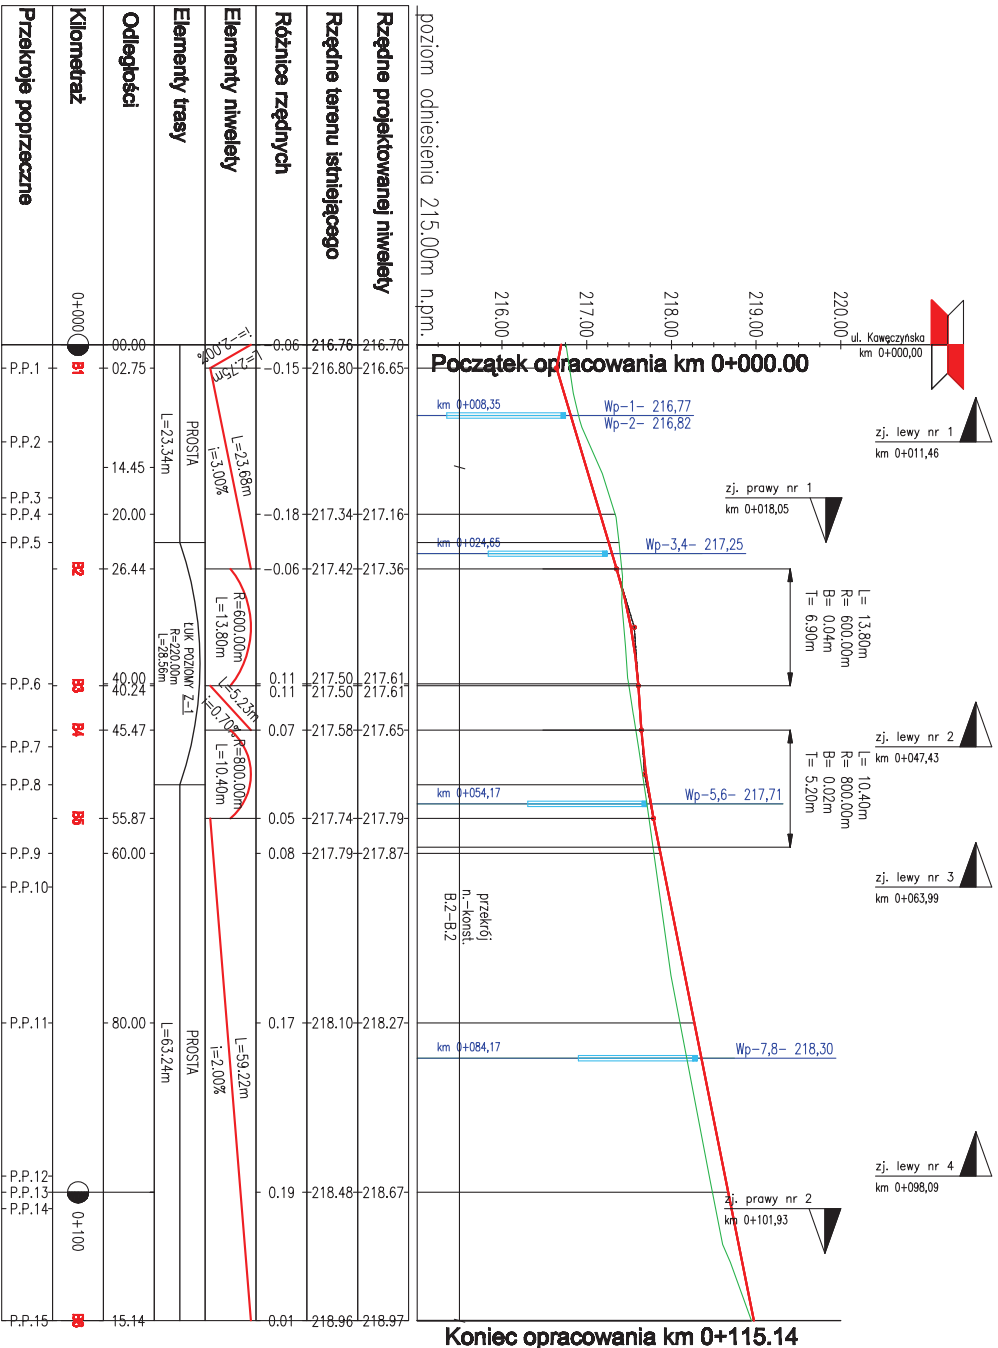 Przekroje poprzeczne
Kilometraż
Odległości
Elementy trasy
Elementy niwelety
Różnice rzędnych
Rzędne terenu istniejącego
Rzędne projektowanej niwelety
poziom odniesienia 215.00m n.p.m.
216.00
217.00
218.00
219.00
220.00
ul. Kawęczyńska
km 0+000,00
Początek opracowania km 0+000.00
zj. lewy nr 1
km 0+011,46
zj. prawy nr 1
km 0+018,05
zj. lewy nr 2
km 0+047,43
zj. lewy nr 3
km 0+063,99
zj. lewy nr 4
km 0+098,09
zj. prawy nr 2
km 0+101,93
km 0+008,35
Wp-1- 216,77
Wp-2- 216,82
km 0+024,65
Wp-3,4- 217,25
km 0+054,17
Wp-5,6- 217,71
km 0+084,17
Wp-7,8- 218,30
L= 13.80m
R= 600.00m
B= 0.04m
T= 6.90m
L= 10.40m
R= 800.00m
B= 0.02m
T= 5.20m
przekrój
n.-konst.
B.2-B.2
216.70
216.65
217.16
217.36
217.61
217.61
217.65
217.79
217.87
218.27
218.67
218.97
216.76
216.80
217.34
217.42
217.50
217.50
217.58
217.74
217.79
218.10
218.48
218.96
-0.06
-0.15
-0.18
-0.06
0.11
0.11
0.07
0.05
0.08
0.17
0.19
0.01
i=-2.00%
L=2.75m
L=23.68m
i=3.00%
R=600.00m
L=13.80m
L=5.23m
i=0.70%
R=800.00m
L=10.40m
L=59.22m
i=2.00%
PROSTA
L=23.34m
ŁUK POZIOMY Z-1
R=220.00m
L=28.56m
PROSTA
L=63.24m
00.00
02.75
14.45
20.00
26.44
40.00
40.24
45.47
55.87
60.00
80.00
15.14
0+000
B1
B2
B3
B4
B5
0+100
B6
P.P.1
P.P.2
P.P.3
P.P.4
P.P.5
P.P.6
P.P.7
P.P.8
P.P.9
P.P.10
P.P.11
P.P.12
P.P.13
P.P.14
P.P.15
Koniec opracowania km 0+115.14